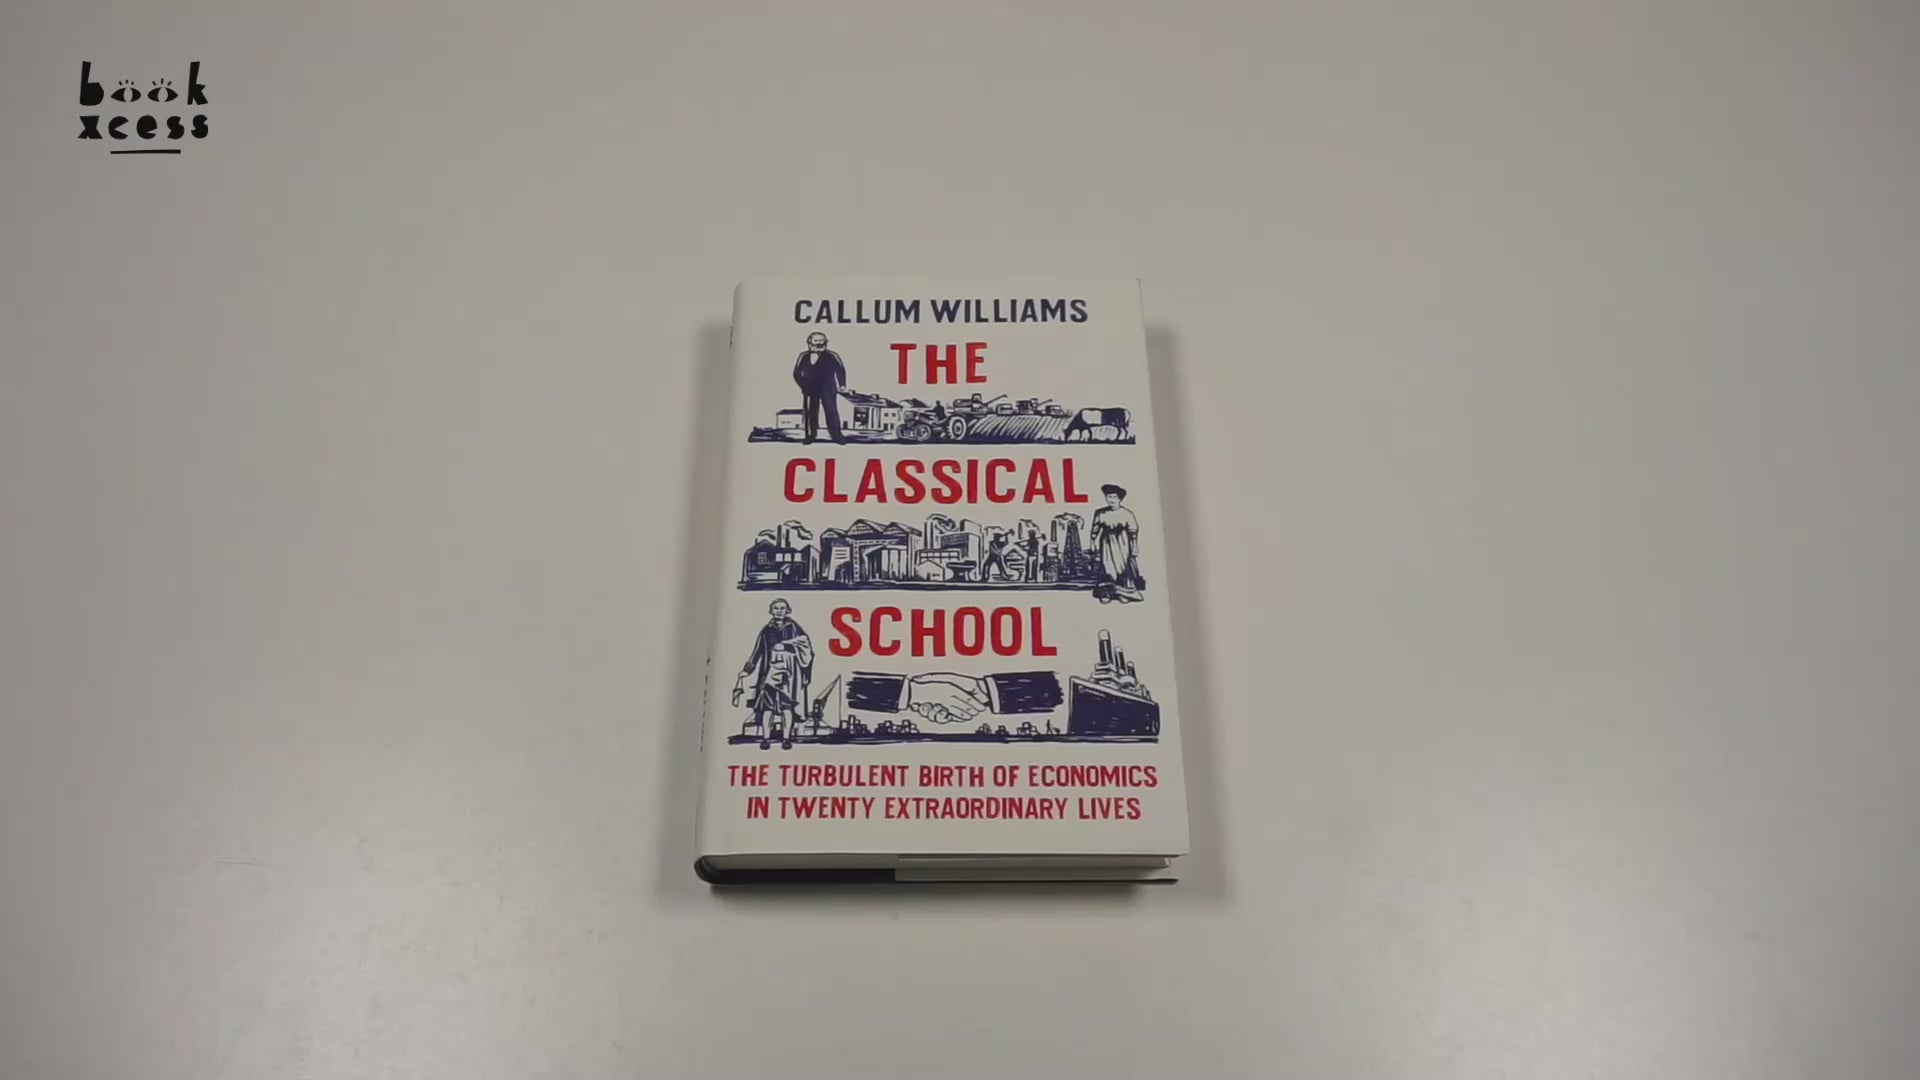 book
xcess
CALLUM WILLIAMS
THE
CLASSICAL
SCHOOL
THE TURBULENT BIRTH OF ECONOMICS
IN TWENTY EXTRAORDINARY LIVES